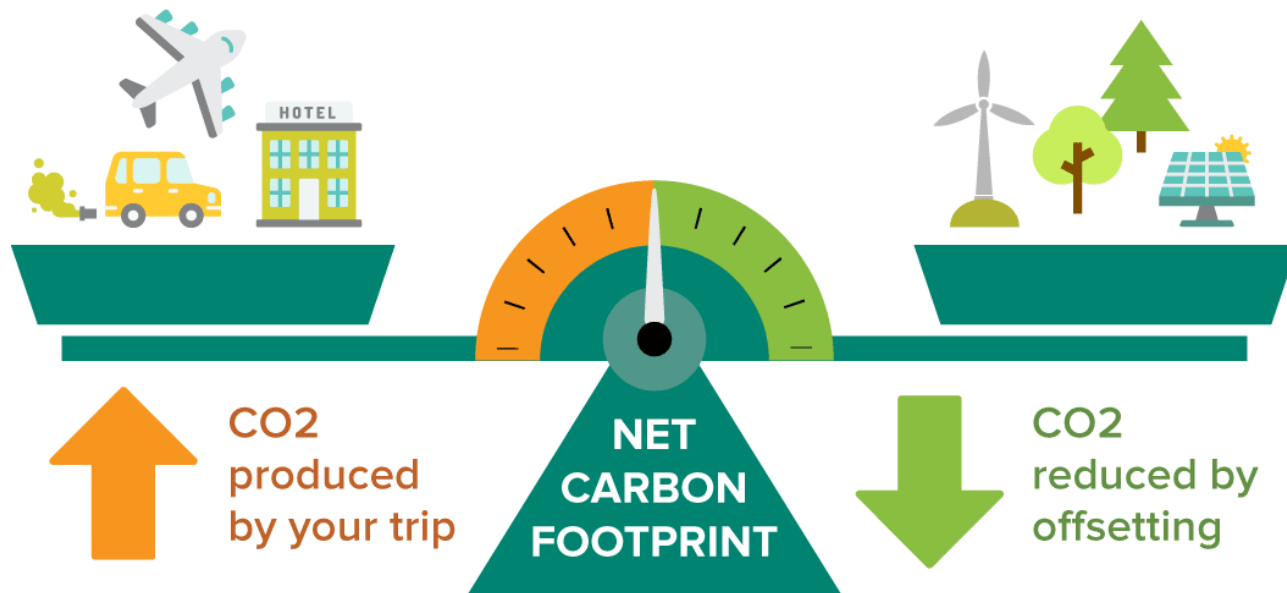 HOTEL
CO2
produced
by your trip
NET
CARBON
FOOTPRINT
CO2
reduced by
offsetting